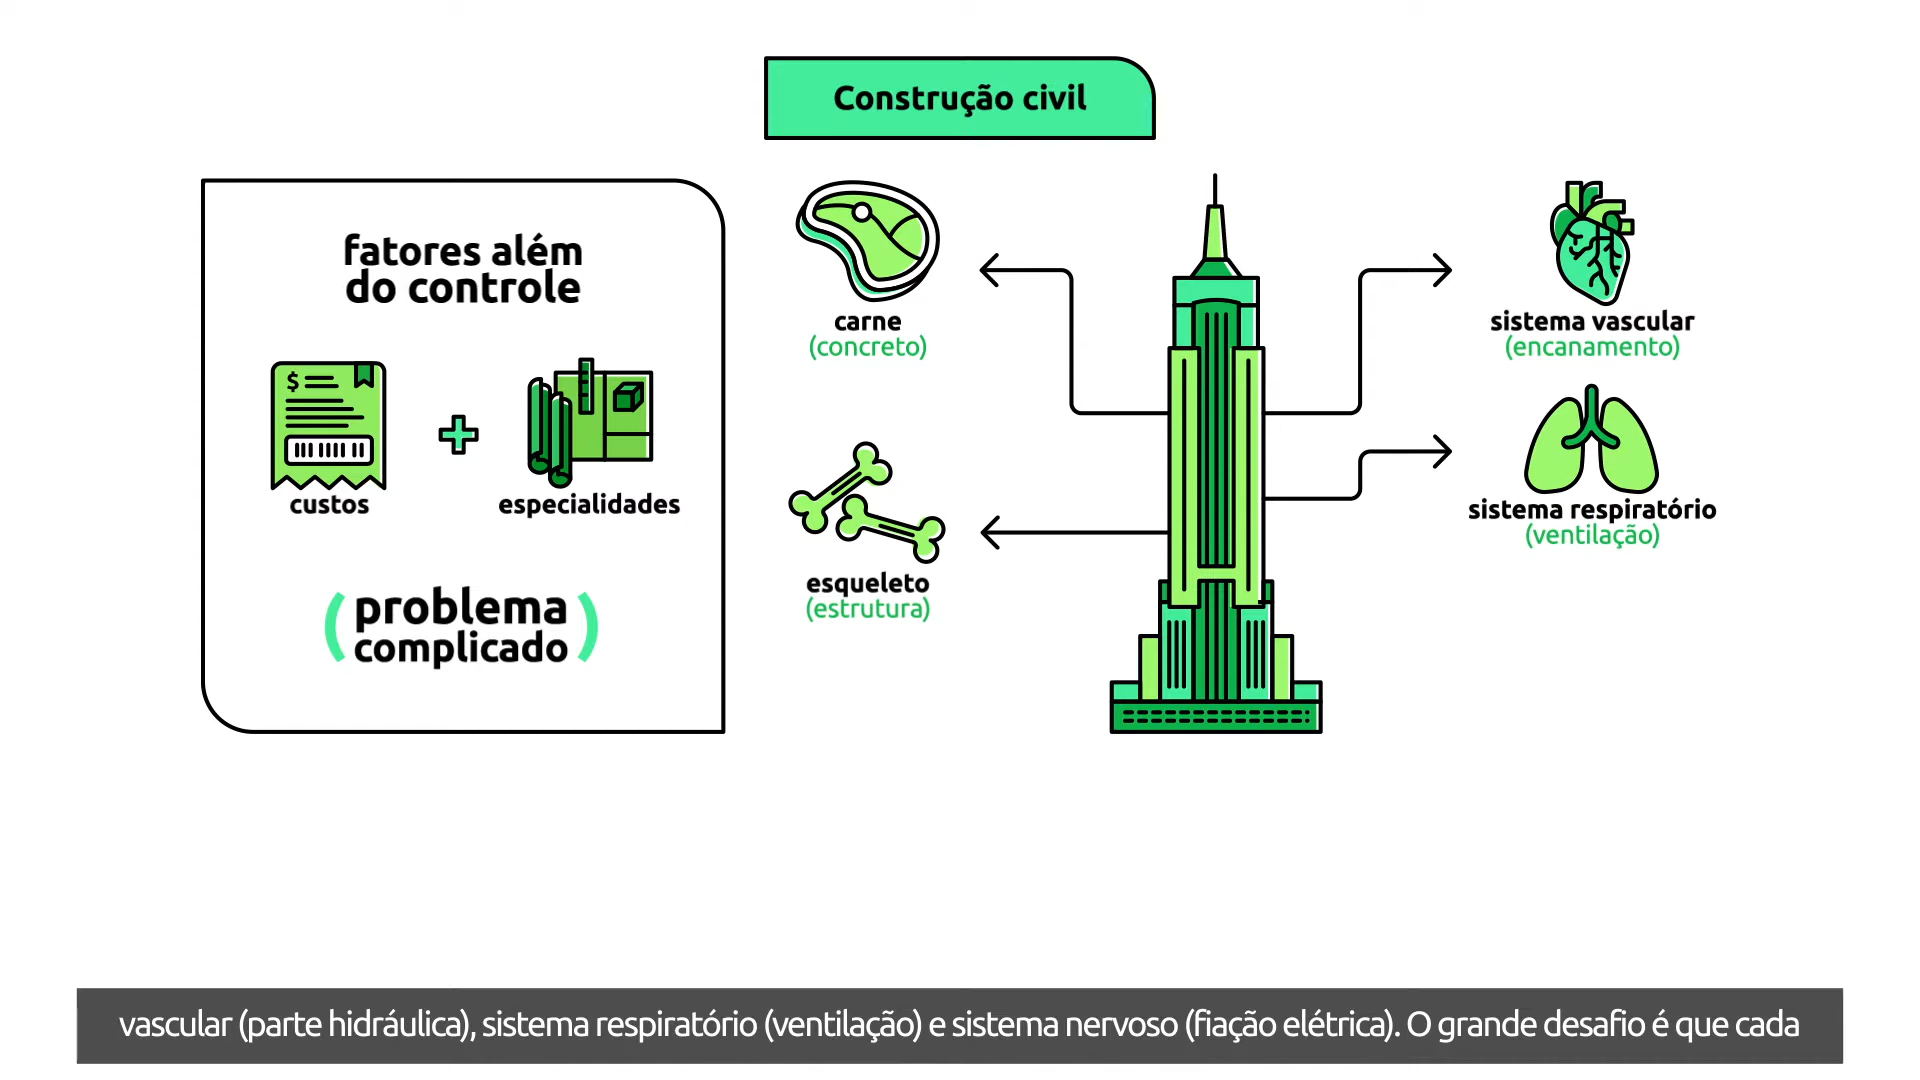 Construção civil
fatores além
do controle
$
custos
especialidades
(problema
complicado)
carne
(concreto)
esqueleto
(estrutura)
sistema vascular
(encanamento)
sistema respiratório
(ventilação)
vascular (parte hidráulica), sistema respiratório (ventilação) e sistema nervoso (fiação elétrica). O grande desafio é que cada